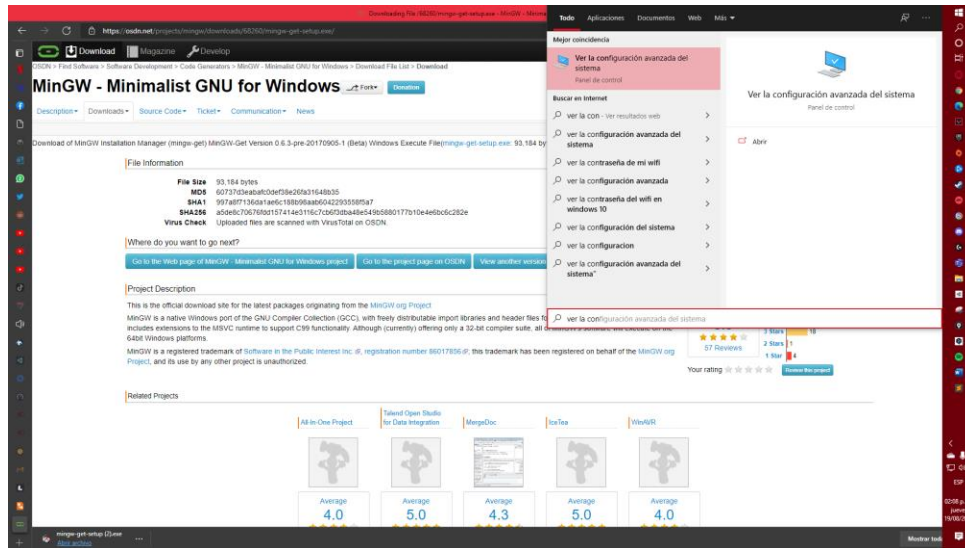 Downloading File /68260/mingw-get-setup.exe - MinGW - Minima
https://osdn.net/projects/mingw/downloads/68260/mingw-get-setup.exe/
Download Magazine Develop
OSDN > Find Software > Software Development > Code Generators > MinGW - Minimalist GNU for Windows > Download File List > Download
MinGW - Minimalist GNU for Windows Fork Donation
Description Downloads Source Code Ticket Communication News
Download of MinGW Installation Manager (mingw-get) MinGW-Get Version 0.6.3-pre-20170905-1 (Beta) Windows Execute File(mingw-get-setup.exe: 93,184 by
File Information
File Size 93,184 bytes
MD5
SHA1
SHA256
Virus Check Uploaded files are scanned with VirusTotal on OSDN.
Where do you want to go next?
Go to the Web page of MinGW - Minimalist GNU for Windows project Go to the project page on OSDN View another version
Project Description
This is the official download site for the latest packages originating from the MinGW.org Project
MinGW is a native Windows port of the GNU Compiler Collection (GCC), with freely distributable import libraries and header files fo
includes extensions to the MSVC runtime to support C99 functionality. Although (currently) offering only a 32-bit compiler suite, all
64bit Windows platforms.
MinGW is a registered trademark of Software in the Public Interest Inc. registration number 86017856 this trademark has been registered on behalf of the MinGW.org
Project, and its use by any other project is unauthorized.
57 Reviews
3 Stars 18
2 Stars 1
1 Star 4
Your rating Review this project
Related Projects
All-In-One Project
Talend Open Studio
for Data Integration
MergeDoc
IceTea
WinAVR
Average Average Average Average Average
4.0 5.0 4.3 5.0 4.0
mingw-get-setup (2).exe
Abrir archivo
Mostrar tod
Todo Aplicaciones Documentos Web Más
Mejor coincidencia
Ver la configuración avanzada del
sistema
Panel de control
Buscar en Internet
ver la con - Ver resultados web
ver la configuración avanzada del
sistema
ver la contraseña de mi wifi
ver la configuración avanzada
ver la contraseña del wifi en
windows 10
ver la configuración del sistema
ver la configuracion
ver la configuración avanzada del
sistema"
ver la configuración avanzada del sistema
Ver la configuración avanzada del sistema
Panel de control
Abrir
ESP
02:08 p.
jueve
19/08/2